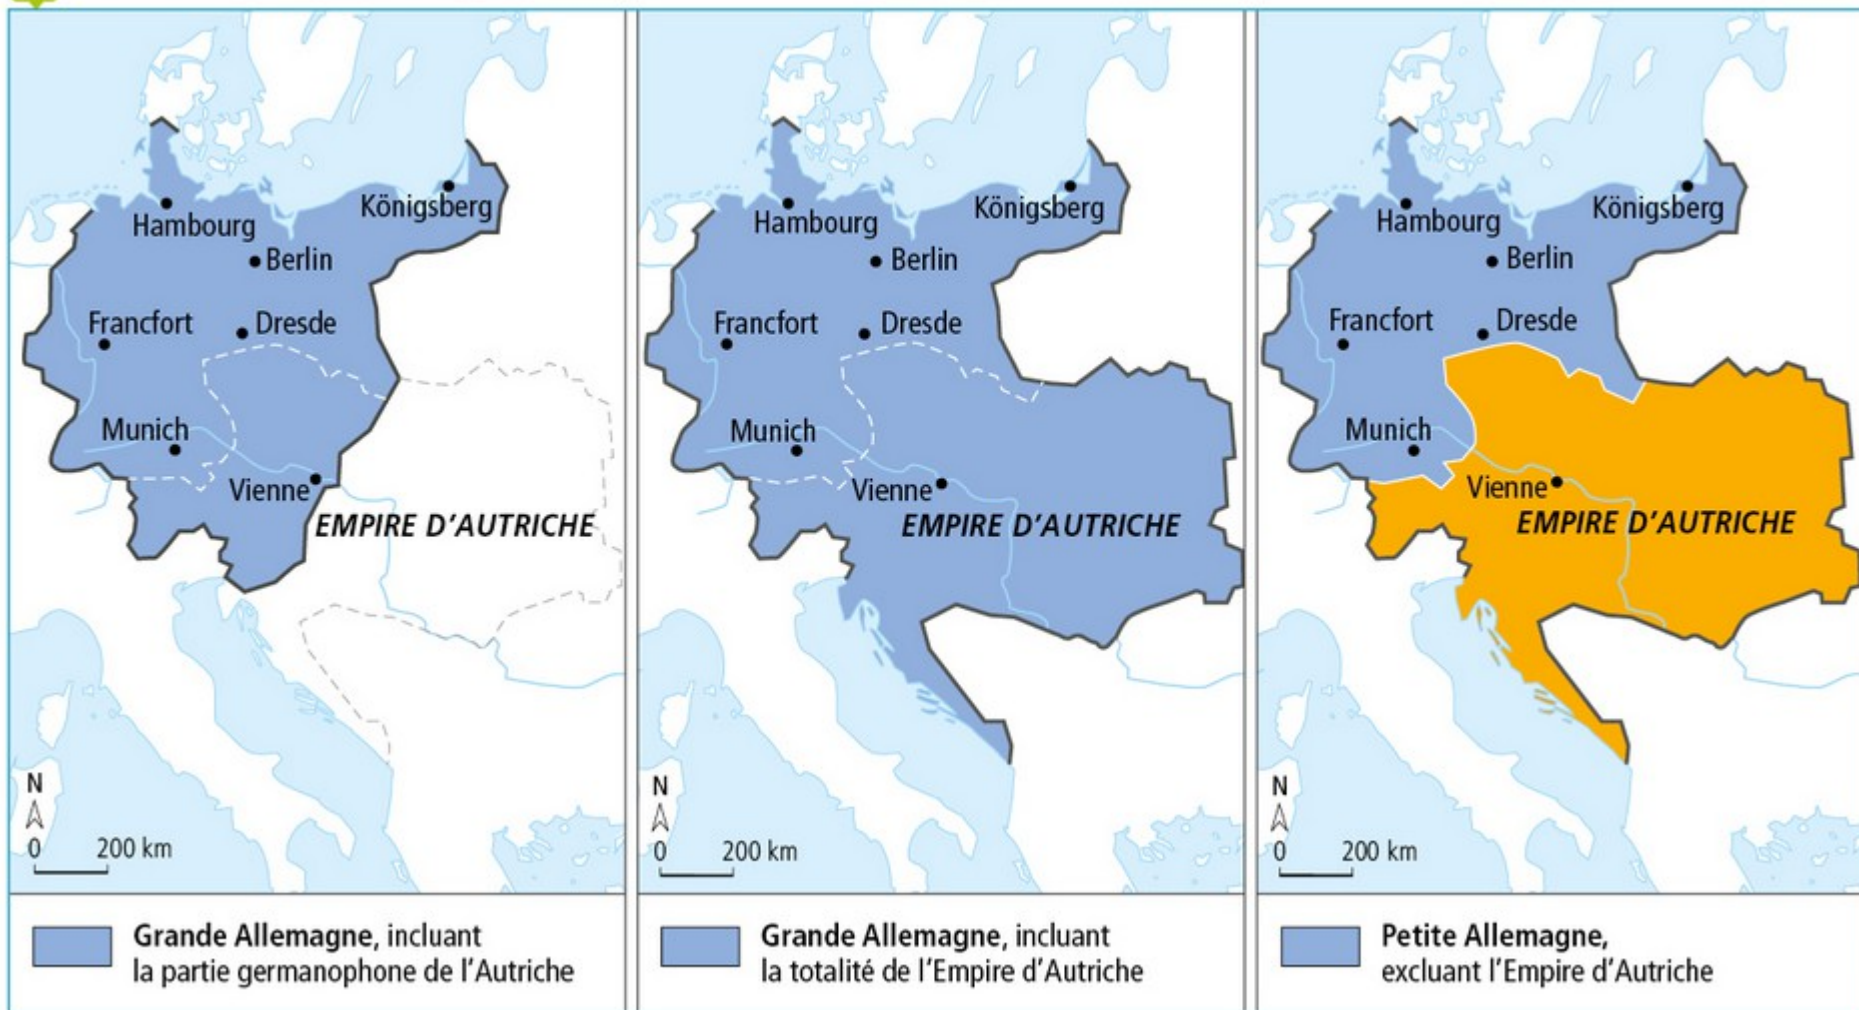 Hambourg
Königsberg
Berlin
Francfort
Dresde
Munich
Vienne
EMPIRE D'AUTRICHE
N
0 200 km
Grande Allemagne, incluant
la partie germanophone de l'Autriche
Hambourg
Königsberg
Berlin
Francfort
Dresde
Munich
Vienne
EMPIRE D'AUTRICHE
N
0 200 km
Grande Allemagne, incluant
la totalité de l'Empire d'Autriche
Hambourg
Königsberg
Berlin
Francfort
Dresde
Munich
Vienne
EMPIRE D'AUTRICHE
N
0 200 km
Petite Allemagne,
excluant l'Empire d'Autriche